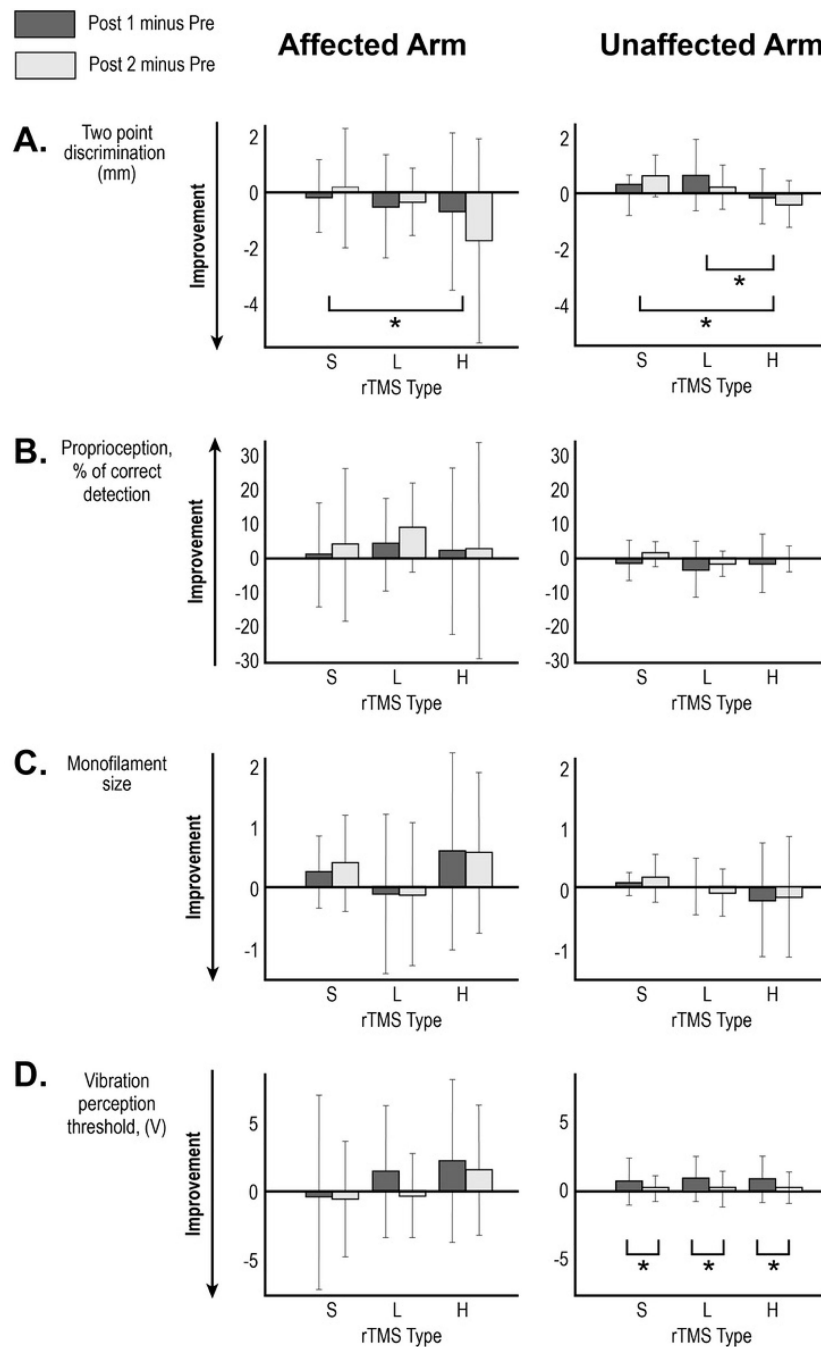 Post 1 minus Pre
Post 2 minus Pre
Affected Arm
Unaffected Arm
A. Two point
discrimination
(mm)
Improvement
2
0
-2
-4
*
S L H
rTMS Type
2
0
-2
-4
*
*
S L H
rTMS Type
B. Proprioception,
% of correct
detection
Improvement
30
20
10
0
-10
-20
-30
S L H
rTMS Type
30
20
10
0
-10
-20
-30
S L H
rTMS Type
C. Monofilament
size
Improvement
2
1
0
-1
S L H
rTMS Type
2
1
0
-1
S L H
rTMS Type
D. Vibration
perception
threshold, (V)
Improvement
5
0
-5
S L H
rTMS Type
5
0
-5
* * *
S L H
rTMS Type